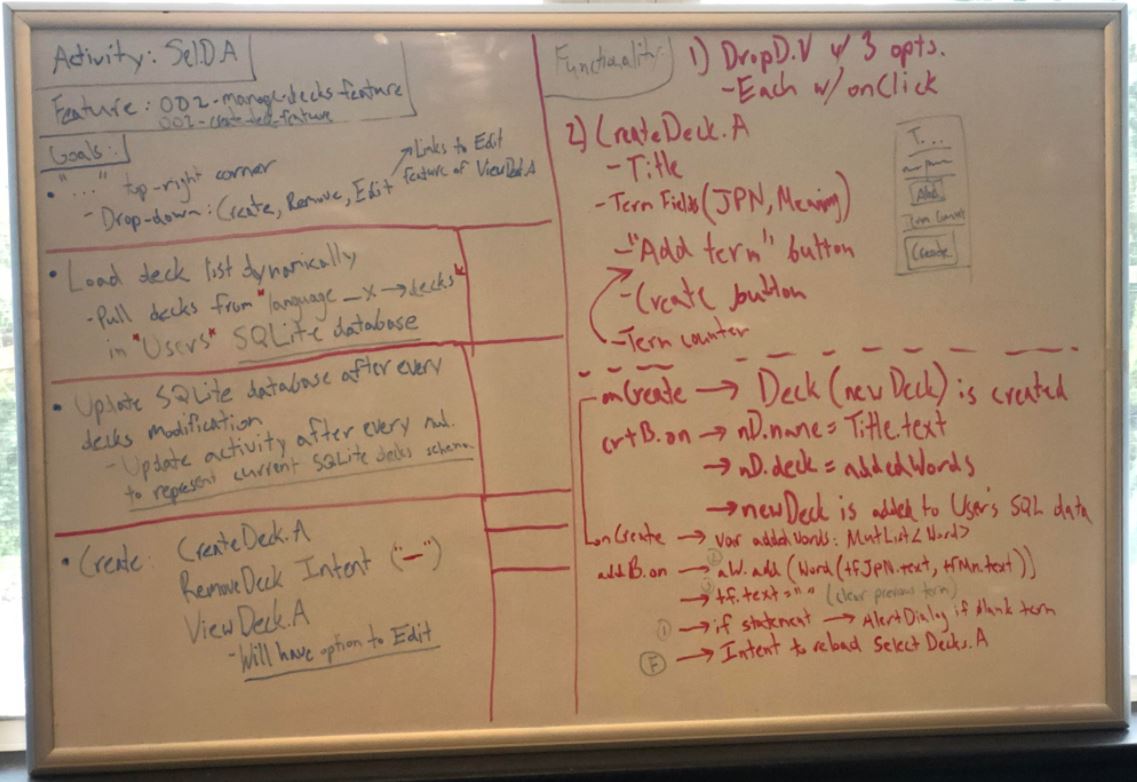 Activity: SelD.A
Feature: 002-manage-decks-feature
002-create-deck-feature
Goals:
• "..." top-right corner
- Drop-down: Create, Remove, Edit
Links to Edit
feature of ViewDeck.A
• Load deck list dynamically
- Pull decks from "language_x → decks"
in "Users" SQLite database
• Update SQLite database after every
decks modification
- Update activity after every mod.
to represent current SQLite decks schema
• Create: CreateDeck.A
RemoveDeck Intent ("—")
ViewDeck.A
- Will have option to Edit
Functionality:
1) DropD.V w/ 3 opts.
- Each w/ onClick
2) CreateDeck.A
- Title
- Term Fields (JPN, Meaning)
- "Add term" button
- Create button
- Term counter
T...
Add
Term Counter
Create
onCreate → Deck (newDeck) is created
crtB.on → nD.name = Title.text
→ nD.deck = addedWords
→ newDeck is added to User's SQL data
onCreate → var addedWords: MutList<Word>
addB.on → ② aW.add(Word(tfJPN.text, tfMn.text))
③ → tf.text = " " (clear previous term)
① → if statement → AlertDialog if blank term
Ⓕ → Intent to reload SelectDecks.A